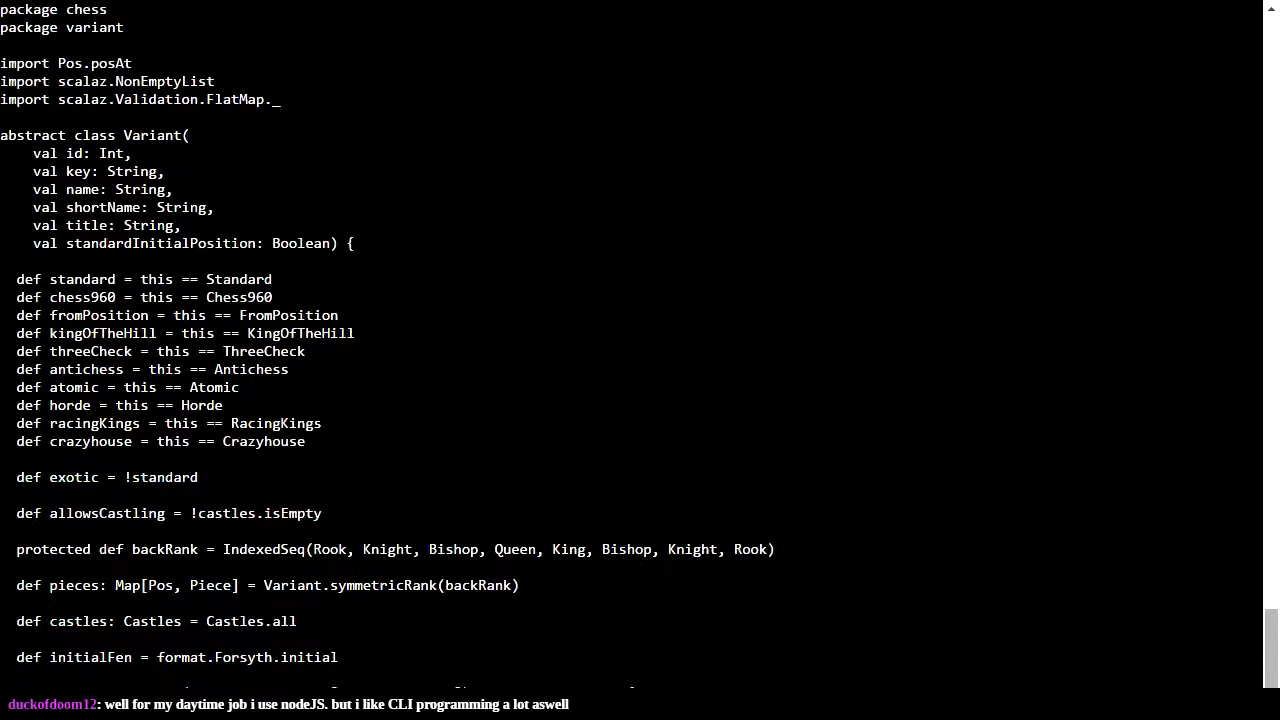 package chess
package variant
import Pos.posAt
import scalaz.NonEmptyList
import scalaz.Validation.FlatMap._
abstract class Variant(
    val id: Int,
    val key: String,
    val name: String,
    val shortName: String,
    val title: String,
    val standardInitialPosition: Boolean) {
  def standard = this == Standard
  def chess960 = this == Chess960
  def fromPosition = this == FromPosition
  def kingOfTheHill = this == KingOfTheHill
  def threeCheck = this == ThreeCheck
  def antichess = this == Antichess
  def atomic = this == Atomic
  def horde = this == Horde
  def racingKings = this == RacingKings
  def crazyhouse = this == Crazyhouse
  def exotic = !standard
  def allowsCastling = !castles.isEmpty
  protected def backRank = IndexedSeq(Rook, Knight, Bishop, Queen, King, Bishop, Knight, Rook)
  def pieces: Map[Pos, Piece] = Variant.symmetricRank(backRank)
  def castles: Castles = Castles.all
  def initialFen = format.Forsyth.initial
duckofdoom12: well for my daytime job i use nodeJS. but i like CLI programming a lot aswell